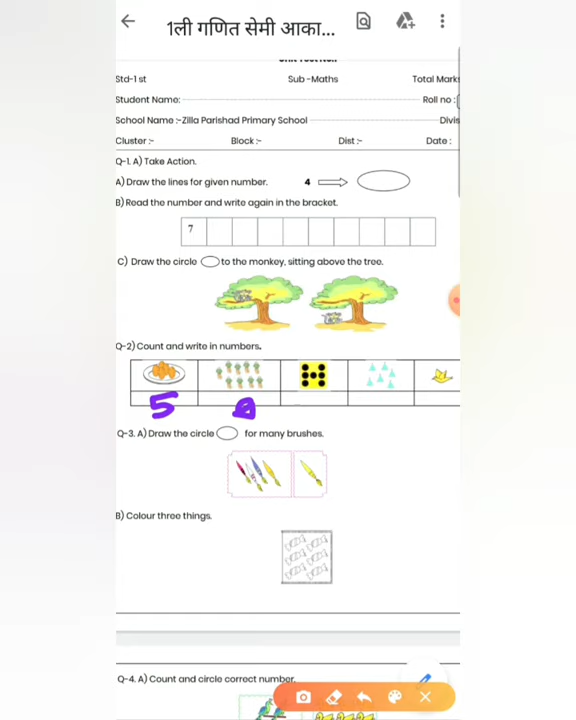 1ली गणित सेमी आका...
Std-1 st Sub -Maths Total Mark
Student Name: Roll no :
School Name :-Zilla Parishad Primary School Divis
Cluster :- Block :- Dist :- Date :
Q-1. A) Take Action.
A) Draw the lines for given number. 4
B) Read the number and write again in the bracket.
7
C) Draw the circle to the monkey, sitting above the tree.
Q-2) Count and write in numbers.
5
Q-3. A) Draw the circle for many brushes.
B) Colour three things.
Q-4. A) Count and circle correct number.